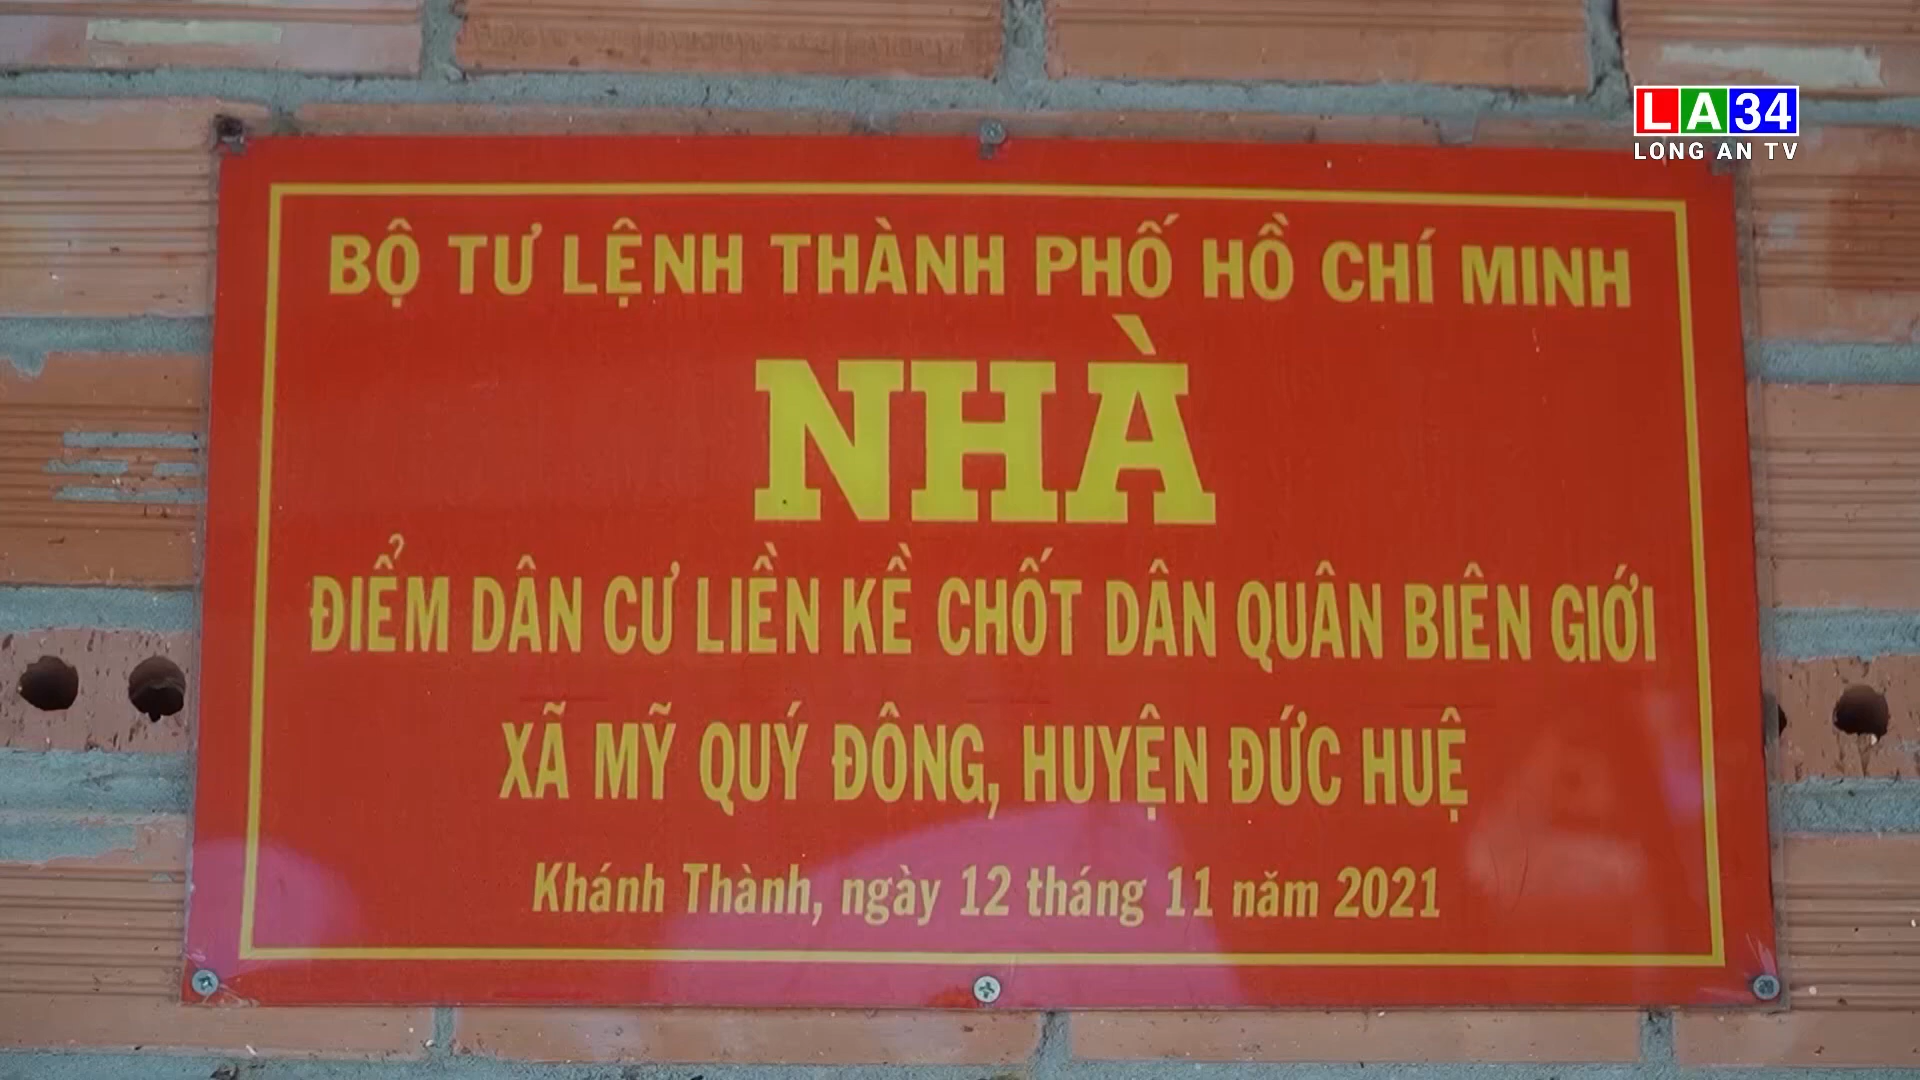 LA34
LONG AN TV
BỘ TƯ LỆNH THÀNH PHỐ HỒ CHÍ MINH
NHÀ
ĐIỂM DÂN CƯ LIỀN KỀ CHỐT DÂN QUÂN BIÊN GIỚI
XÃ MỸ QUÝ ĐÔNG, HUYỆN ĐỨC HUỆ
Khánh Thành, ngày 12 tháng 11 năm 2021